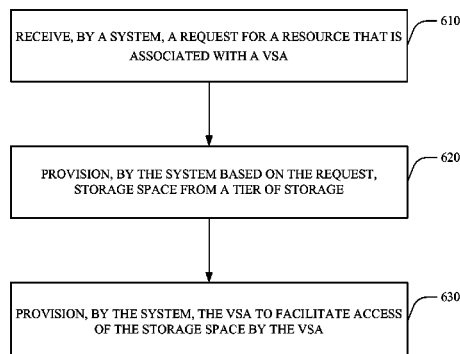 610
RECEIVE, BY A SYSTEM, A REQUEST FOR A RESOURCE THAT IS
ASSOCIATED WITH A VSA
620
PROVISION, BY THE SYSTEM BASED ON THE REQUEST,
STORAGE SPACE FROM A TIER OF STORAGE
630
PROVISION, BY THE SYSTEM, THE VSA TO FACILITATE ACCESS
OF THE STORAGE SPACE BY THE VSA